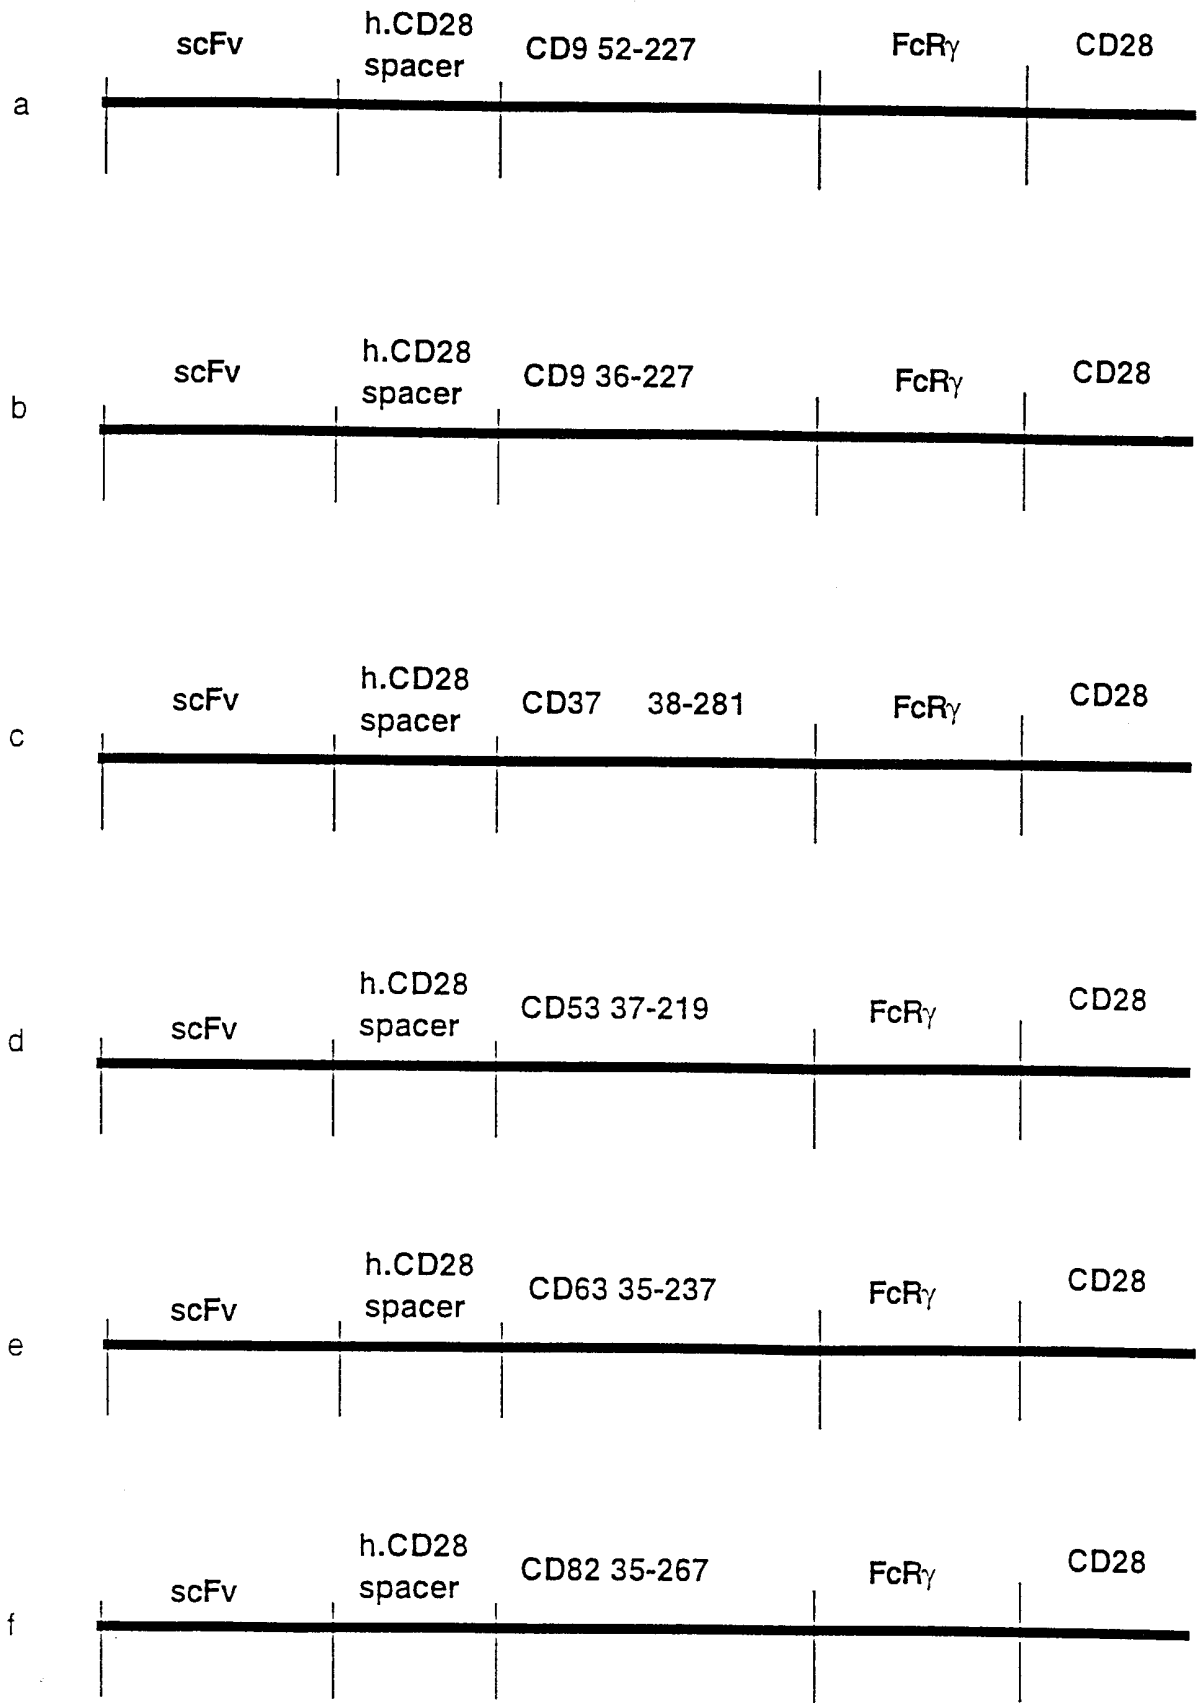 scFv h.CD28 spacer CD9 52-227 FcRγ CD28
a
scFv h.CD28 spacer CD9 36-227 FcRγ CD28
b
scFv h.CD28 spacer CD37 38-281 FcRγ CD28
c
scFv h.CD28 spacer CD53 37-219 FcRγ CD28
d
scFv h.CD28 spacer CD63 35-237 FcRγ CD28
e
scFv h.CD28 spacer CD82 35-267 FcRγ CD28
f